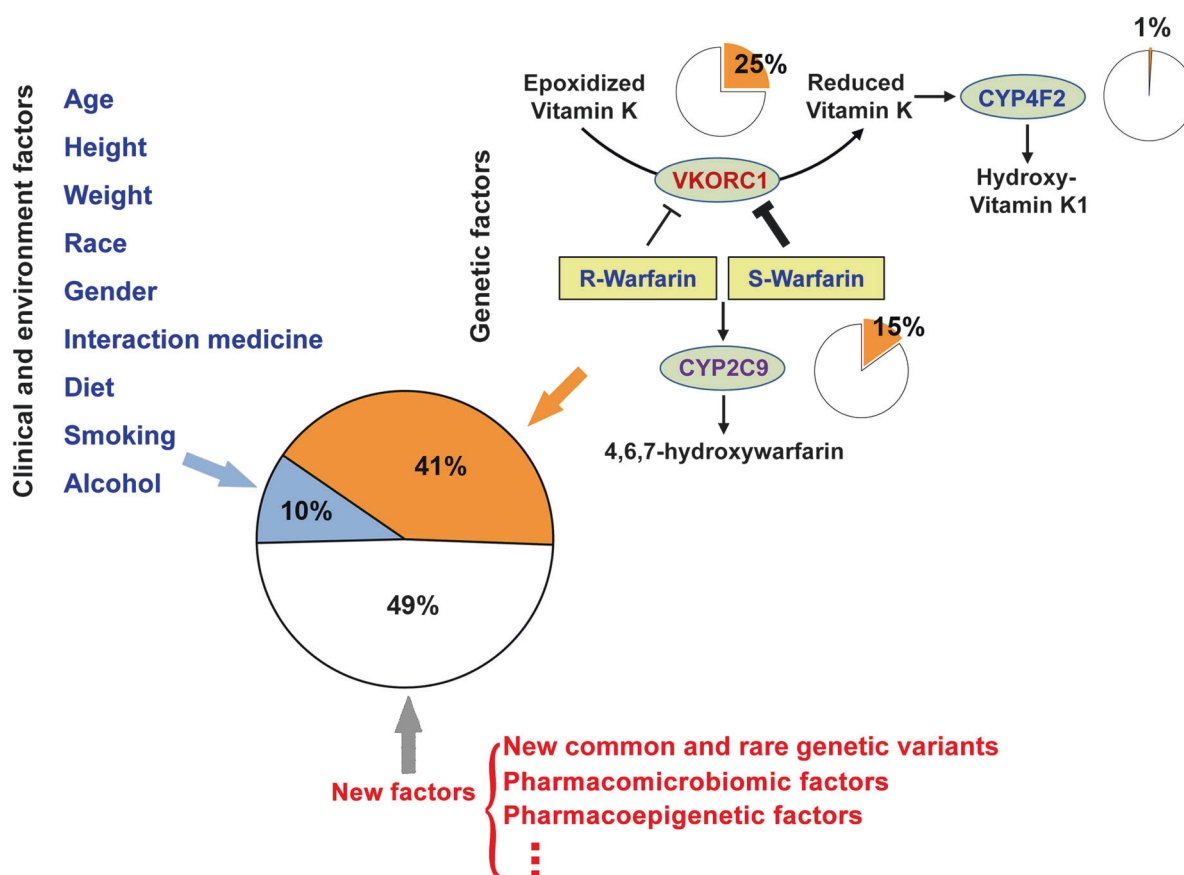 Clinical and environment factors
Age
Height
Weight
Race
Gender
Interaction medicine
Diet
Smoking
Alcohol
Genetic factors
Epoxidized
Vitamin K
25%
Reduced
Vitamin K
CYP4F2
1%
VKORC1
Hydroxy-
Vitamin K1
R-Warfarin
S-Warfarin
CYP2C9
15%
4,6,7-hydroxywarfarin
41%
10%
49%
New factors
New common and rare genetic variants
Pharmacomicrobiomic factors
Pharmacoepigenetic factors